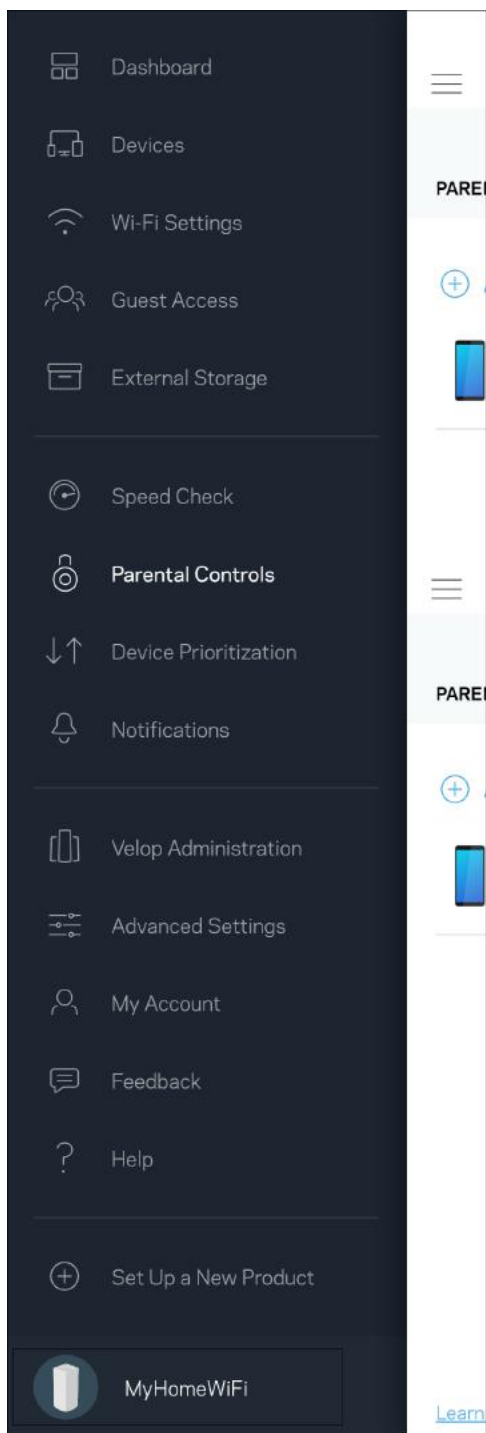 Dashboard
Devices
Wi-Fi Settings
Guest Access
External Storage
Speed Check
Parental Controls
Device Prioritization
Notifications
Velop Administration
Advanced Settings
My Account
Feedback
Help
Set Up a New Product
MyHomeWiFi
Learn